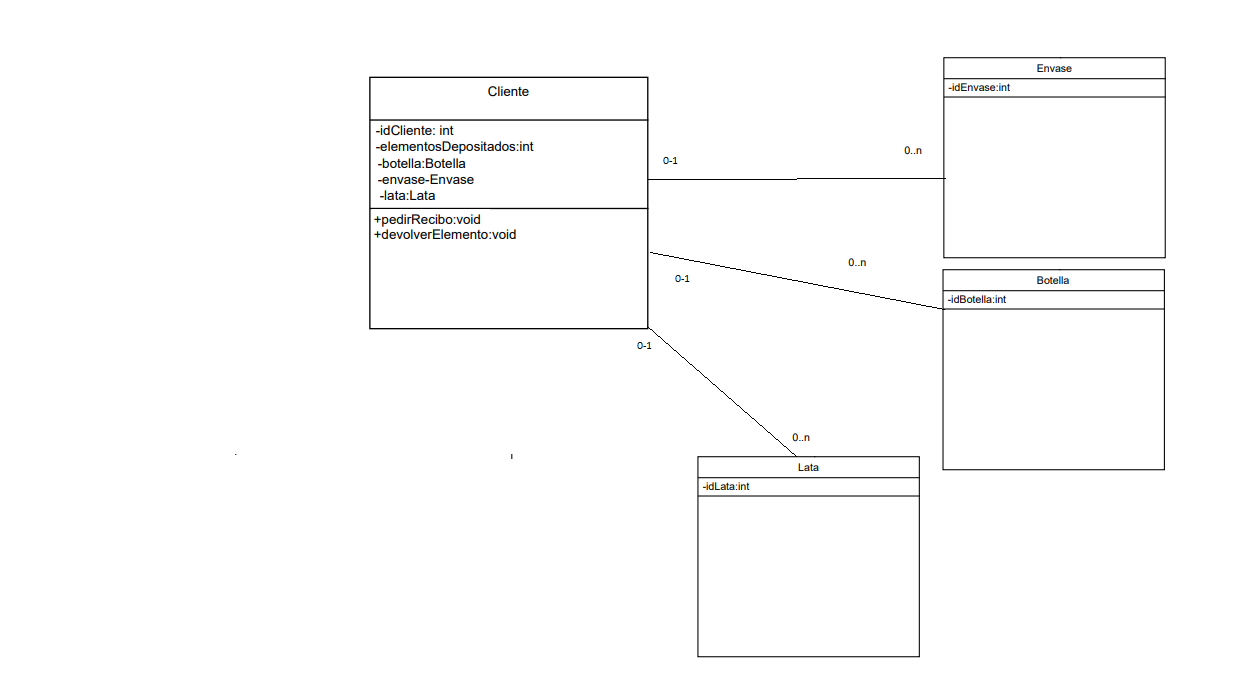 Cliente
-idCliente: int
-elementosDepositados:int
-botella:Botella
-envase-Envase
-lata:Lata
+pedirRecibo:void
+devolverElemento:void
0-1
0..n
Envase
-idEnvase:int
0-1
0..n
Botella
-idBotella:int
0-1
0..n
Lata
-idLata:int